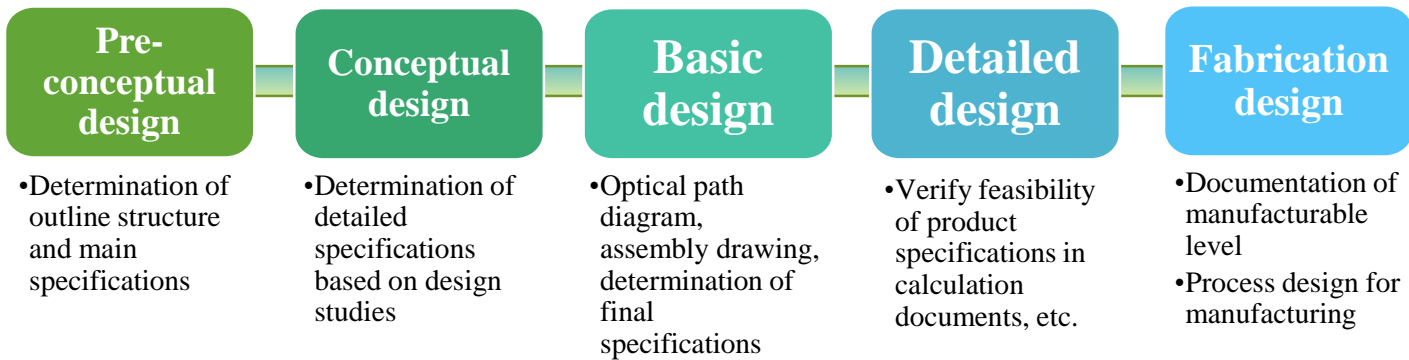 Pre-
conceptual
design
•Determination of
outline structure
and main
specifications
Conceptual
design
•Determination of
detailed
specifications
based on design
studies
Basic
design
•Optical path
diagram,
assembly drawing,
determination of
final
specifications
Detailed
design
•Verify feasibility
of product
specifications in
calculation
documents, etc.
Fabrication
design
•Documentation of
manufacturable
level
•Process design for
manufacturing